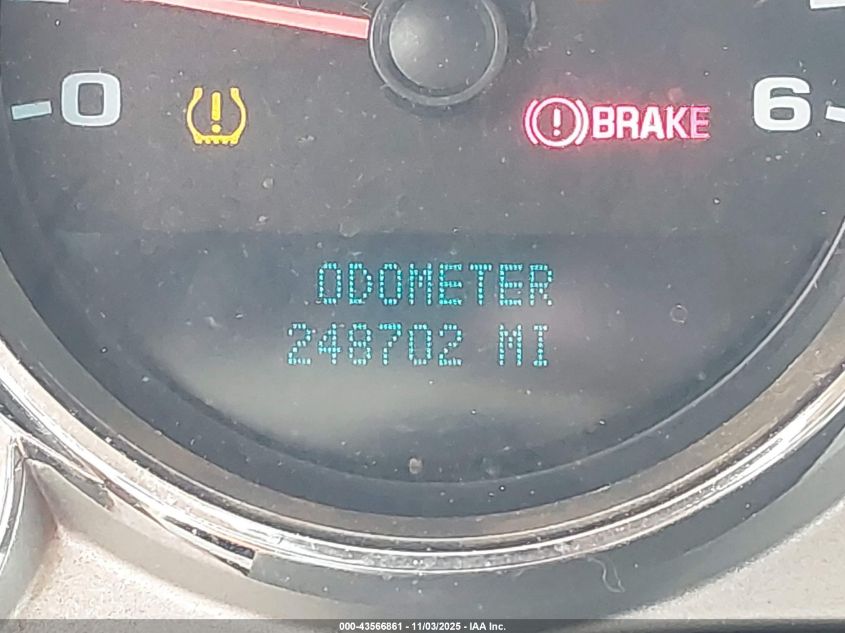 0
BRAKE
6
ODOMETER
248702 MI
000-43566861 - 11/03/2025 - IAA Inc.